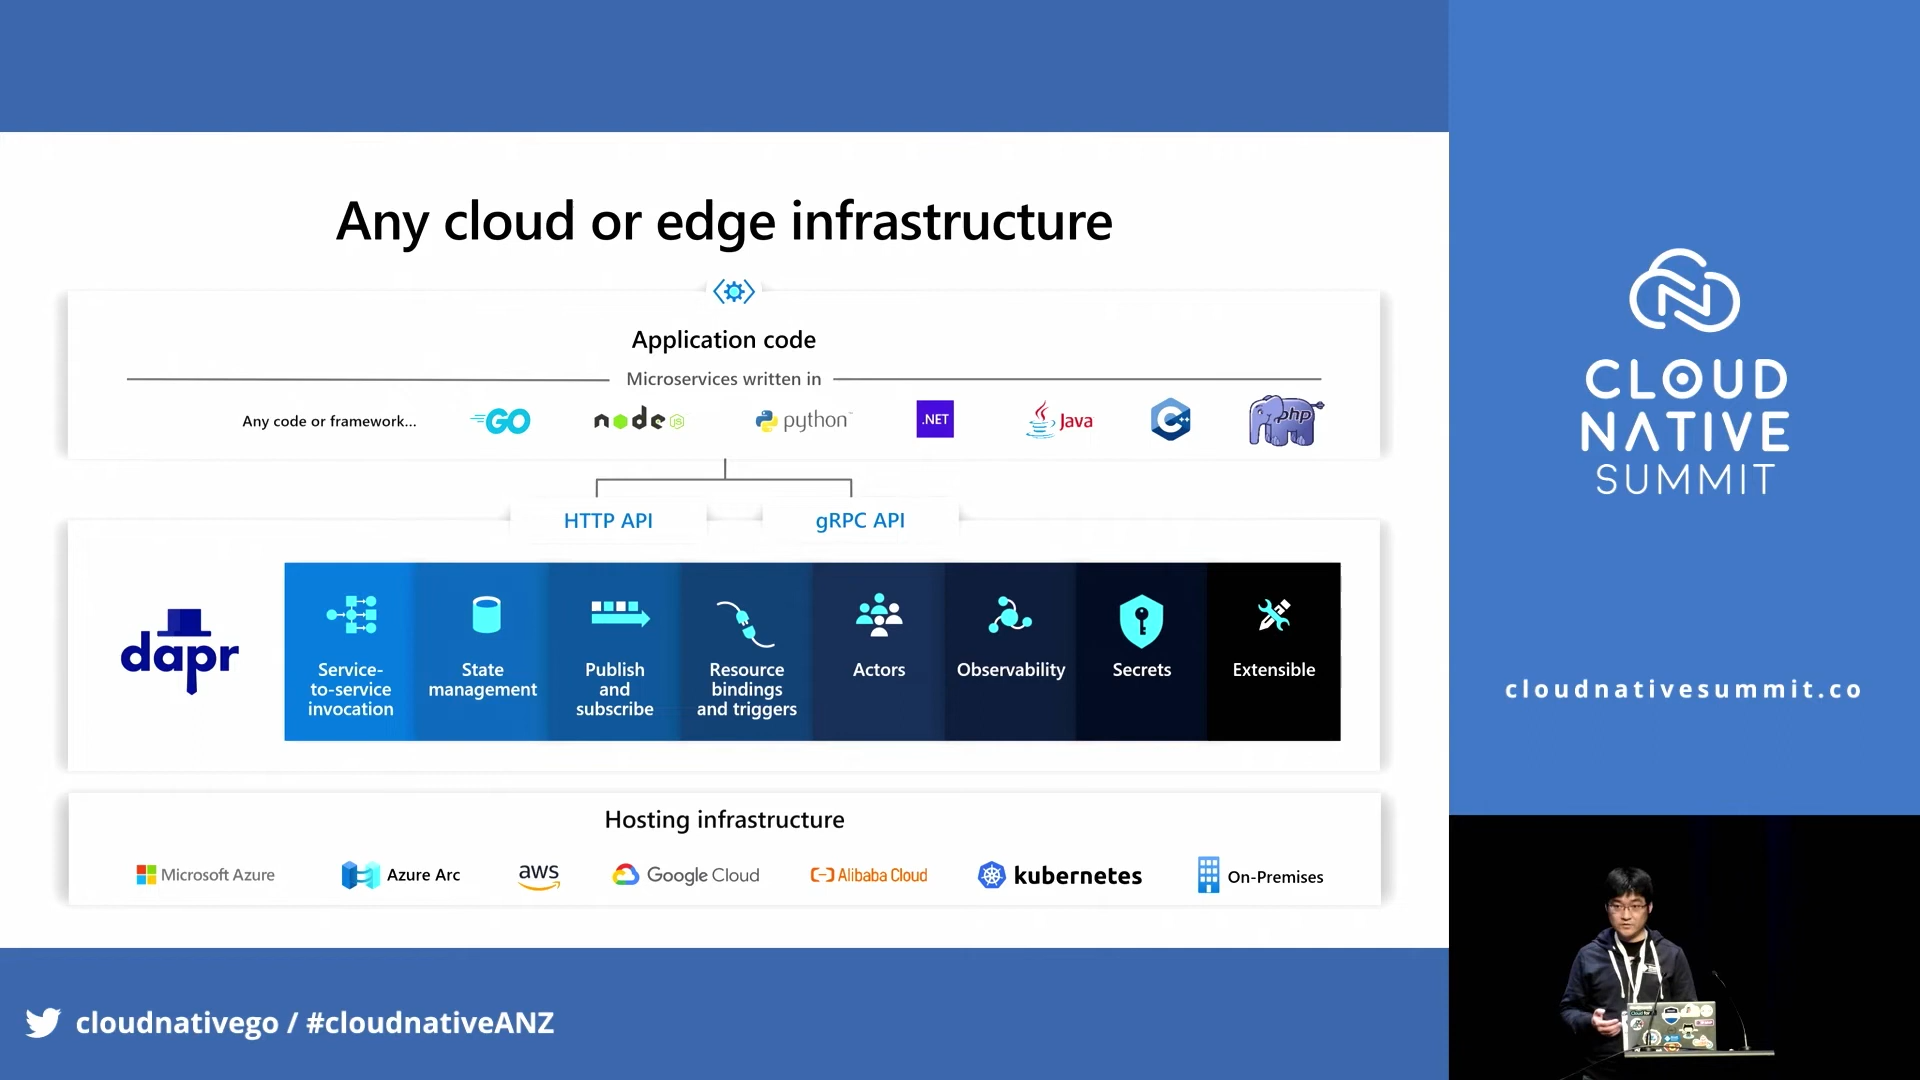 Any cloud or edge infrastructure
Application code
Microservices written in
Any code or framework...
GO
node
JS
python
.NET
Java
C++
php
HTTP API
gRPC API
dapr
Service-
to-service
invocation
State
management
Publish
and
subscribe
Resource
bindings
and triggers
Actors
Observability
Secrets
Extensible
Hosting infrastructure
Microsoft Azure
Azure Arc
aws
Google Cloud
Alibaba Cloud
kubernetes
On-Premises
cloudnativego / #cloudnativeANZ
CLOUD
NATIVE
SUMMIT
cloudnativesummit.co